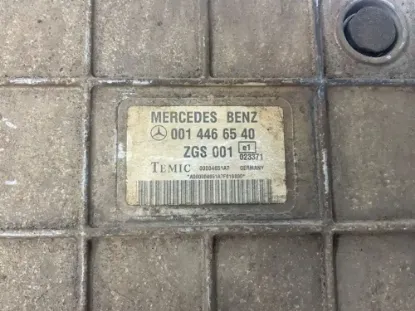 MERCEDES BENZ
001 446 65 40
ZGS 001 e1
023371
TEMIC GERMANY